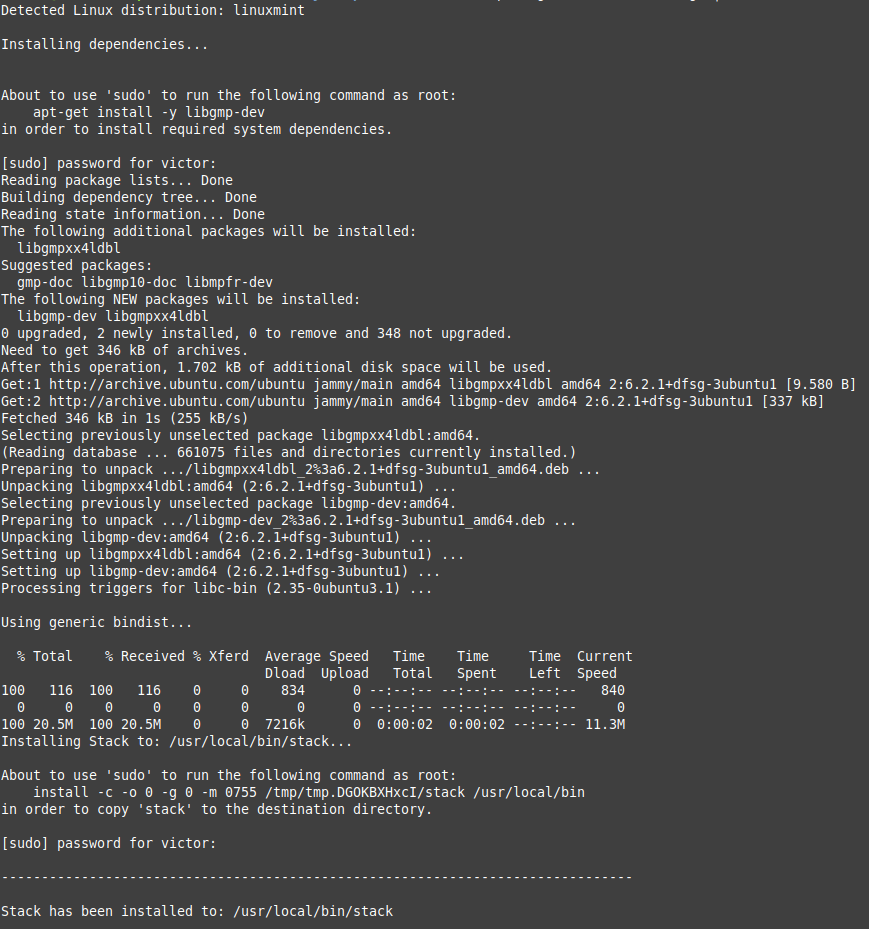 Detected Linux distribution: linuxmint
Installing dependencies...
About to use 'sudo' to run the following command as root:
    apt-get install -y libgmp-dev
in order to install required system dependencies.
[sudo] password for victor:
Reading package lists... Done
Building dependency tree... Done
Reading state information... Done
The following additional packages will be installed:
  libgmpxx4ldbl
Suggested packages:
  gmp-doc libgmp10-doc libmpfr-dev
The following NEW packages will be installed:
  libgmp-dev libgmpxx4ldbl
0 upgraded, 2 newly installed, 0 to remove and 348 not upgraded.
Need to get 346 kB of archives.
After this operation, 1.702 kB of additional disk space will be used.
Get:1 http://archive.ubuntu.com/ubuntu jammy/main amd64 libgmpxx4ldbl amd64 2:6.2.1+dfsg-3ubuntu1 [9.580 B]
Get:2 http://archive.ubuntu.com/ubuntu jammy/main amd64 libgmp-dev amd64 2:6.2.1+dfsg-3ubuntu1 [337 kB]
Fetched 346 kB in 1s (255 kB/s)
Selecting previously unselected package libgmpxx4ldbl:amd64.
(Reading database ... 661075 files and directories currently installed.)
Preparing to unpack .../libgmpxx4ldbl_2%3a6.2.1+dfsg-3ubuntu1_amd64.deb ...
Unpacking libgmpxx4ldbl:amd64 (2:6.2.1+dfsg-3ubuntu1) ...
Selecting previously unselected package libgmp-dev:amd64.
Preparing to unpack .../libgmp-dev_2%3a6.2.1+dfsg-3ubuntu1_amd64.deb ...
Unpacking libgmp-dev:amd64 (2:6.2.1+dfsg-3ubuntu1) ...
Setting up libgmpxx4ldbl:amd64 (2:6.2.1+dfsg-3ubuntu1) ...
Setting up libgmp-dev:amd64 (2:6.2.1+dfsg-3ubuntu1) ...
Processing triggers for libc-bin (2.35-0ubuntu3.1) ...
Using generic bindist...
  % Total    % Received % Xferd  Average Speed   Time    Time     Time  Current
                                 Dload  Upload   Total   Spent    Left  Speed
100   116  100   116    0     0    834      0 --:--:-- --:--:-- --:--:--   840
  0     0    0     0    0     0      0      0 --:--:-- --:--:-- --:--:--     0
100 20.5M  100 20.5M    0     0  7216k      0  0:00:02  0:00:02 --:--:-- 11.3M
Installing Stack to: /usr/local/bin/stack...
About to use 'sudo' to run the following command as root:
    install -c -o 0 -g 0 -m 0755 /tmp/tmp.DGOKBXHxcI/stack /usr/local/bin
in order to copy 'stack' to the destination directory.
[sudo] password for victor:
-------------------------------------------------------------------------------
Stack has been installed to: /usr/local/bin/stack